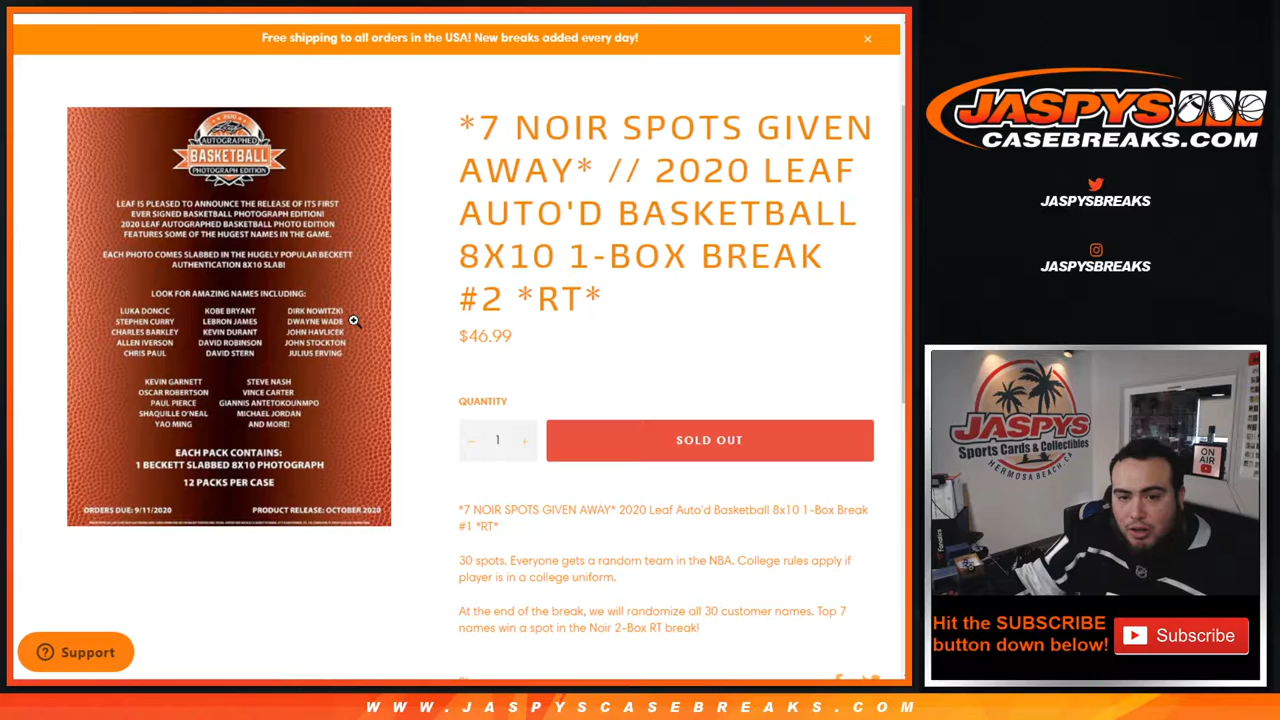 Free shipping to all orders in the USA! New breaks added every day!
×
2020
AUTOGRAPHED
BASKETBALL
PHOTOGRAPH EDITION
LEAF IS PLEASED TO ANNOUNCE THE RELEASE OF ITS FIRST
EVER SIGNED BASKETBALL PHOTOGRAPH EDITION!
2020 LEAF AUTOGRAPHED BASKETBALL PHOTO EDITION
FEATURES SOME OF THE HUGEST NAMES IN THE GAME.
EACH PHOTO COMES SLABBED IN THE HUGELY POPULAR BECKETT
AUTHENTICATION 8X10 SLAB!
LOOK FOR AMAZING NAMES INCLUDING:
LUKA DONCIC KOBE BRYANT DIRK NOWITZKI
STEPHEN CURRY LEBRON JAMES DWAYNE WADE
CHARLES BARKLEY KEVIN DURANT JOHN HAVLICEK
ALLEN IVERSON DAVID ROBINSON JOHN STOCKTON
CHRIS PAUL DAVID STERN JULIUS ERVING
KEVIN GARNETT STEVE NASH
OSCAR ROBERTSON VINCE CARTER
PAUL PIERCE GIANNIS ANTETOKOUNMPO
SHAQUILLE O'NEAL MICHAEL JORDAN
YAO MING AND MORE!
EACH PACK CONTAINS:
1 BECKETT SLABBED 8X10 PHOTOGRAPH
12 PACKS PER CASE
ORDERS DUE: 9/11/2020 PRODUCT RELEASE: OCTOBER 2020
*7 NOIR SPOTS GIVEN
AWAY* // 2020 LEAF
AUTO'D BASKETBALL
8X10 1-BOX BREAK
#2 *RT*
$46.99
QUANTITY
− 1 +
SOLD OUT
*7 NOIR SPOTS GIVEN AWAY* 2020 Leaf Auto'd Basketball 8x10 1-Box Break
#1 *RT*
30 spots. Everyone gets a random team in the NBA. College rules apply if
player is in a college uniform.
At the end of the break, we will randomize all 30 customer names. Top 7
names win a spot in the Noir 2-Box RT break!
Support
JASPYS
CASEBREAKS.COM
JASPYSBREAKS
JASPYSBREAKS
JASPYS
Sports Cards & Collectibles
HERMOSA BEACH, CA
ON
AIR
Hit the SUBSCRIBE
button down below!
Subscribe
WWW.JASPYSCASEBREAKS.COM